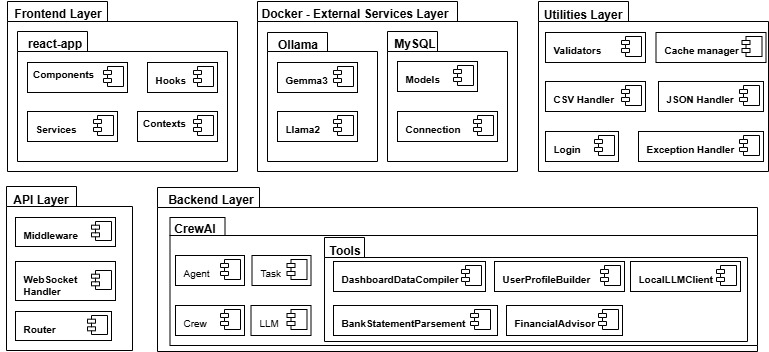 Frontend Layer
react-app
Components
Hooks
Services
Contexts
Docker - External Services Layer
Ollama
Gemma3
Llama2
MySQL
Models
Connection
Utilities Layer
Validators
Cache manager
CSV Handler
JSON Handler
Login
Exception Handler
API Layer
Middleware
WebSocket
Handler
Router
Backend Layer
CrewAI
Agent
Task
Crew
LLM
Tools
DashboardDataCompiler
UserProfileBuilder
LocalLLMClient
BankStatementParsement
FinancialAdvisor